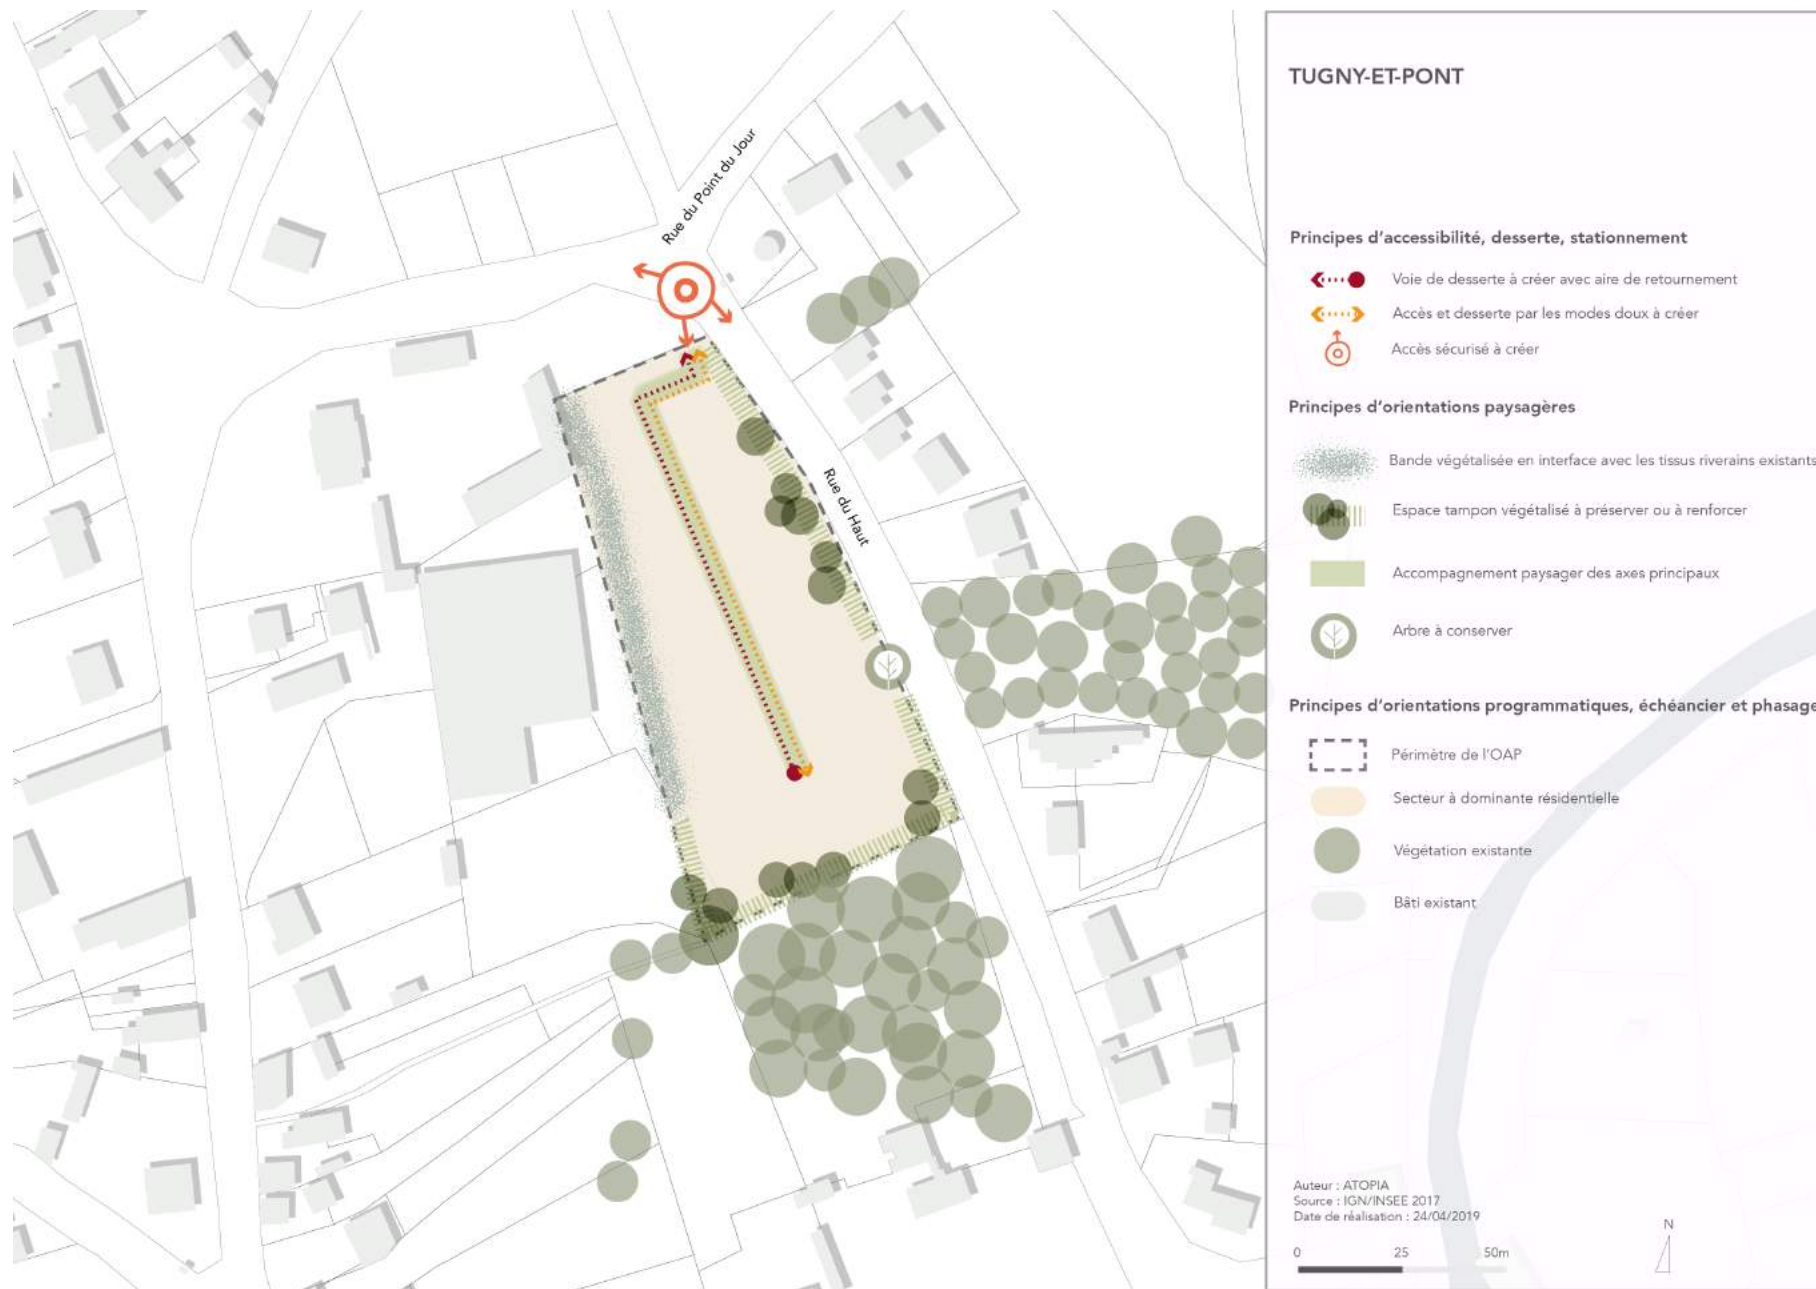 TUGNY-ET-PONT
Rue du Point du Jour
Rue du Haut
Principes d'accessibilité, desserte, stationnement
Voie de desserte à créer avec aire de retournement
Accès et desserte par les modes doux à créer
Accès sécurisé à créer
Principes d'orientations paysagères
Bande végétalisée en interface avec les tissus riverains existants
Espace tampon végétalisé à préserver ou à renforcer
Accompagnement paysager des axes principaux
Arbre à conserver
Principes d'orientations programmatiques, échéancier et phasage
Périmètre de l'OAP
Secteur à dominante résidentielle
Végétation existante
Bâti existant
Auteur : ATOPIA
Source : IGN/INSEE 2017
Date de réalisation : 24/04/2019
0 25 50m
N